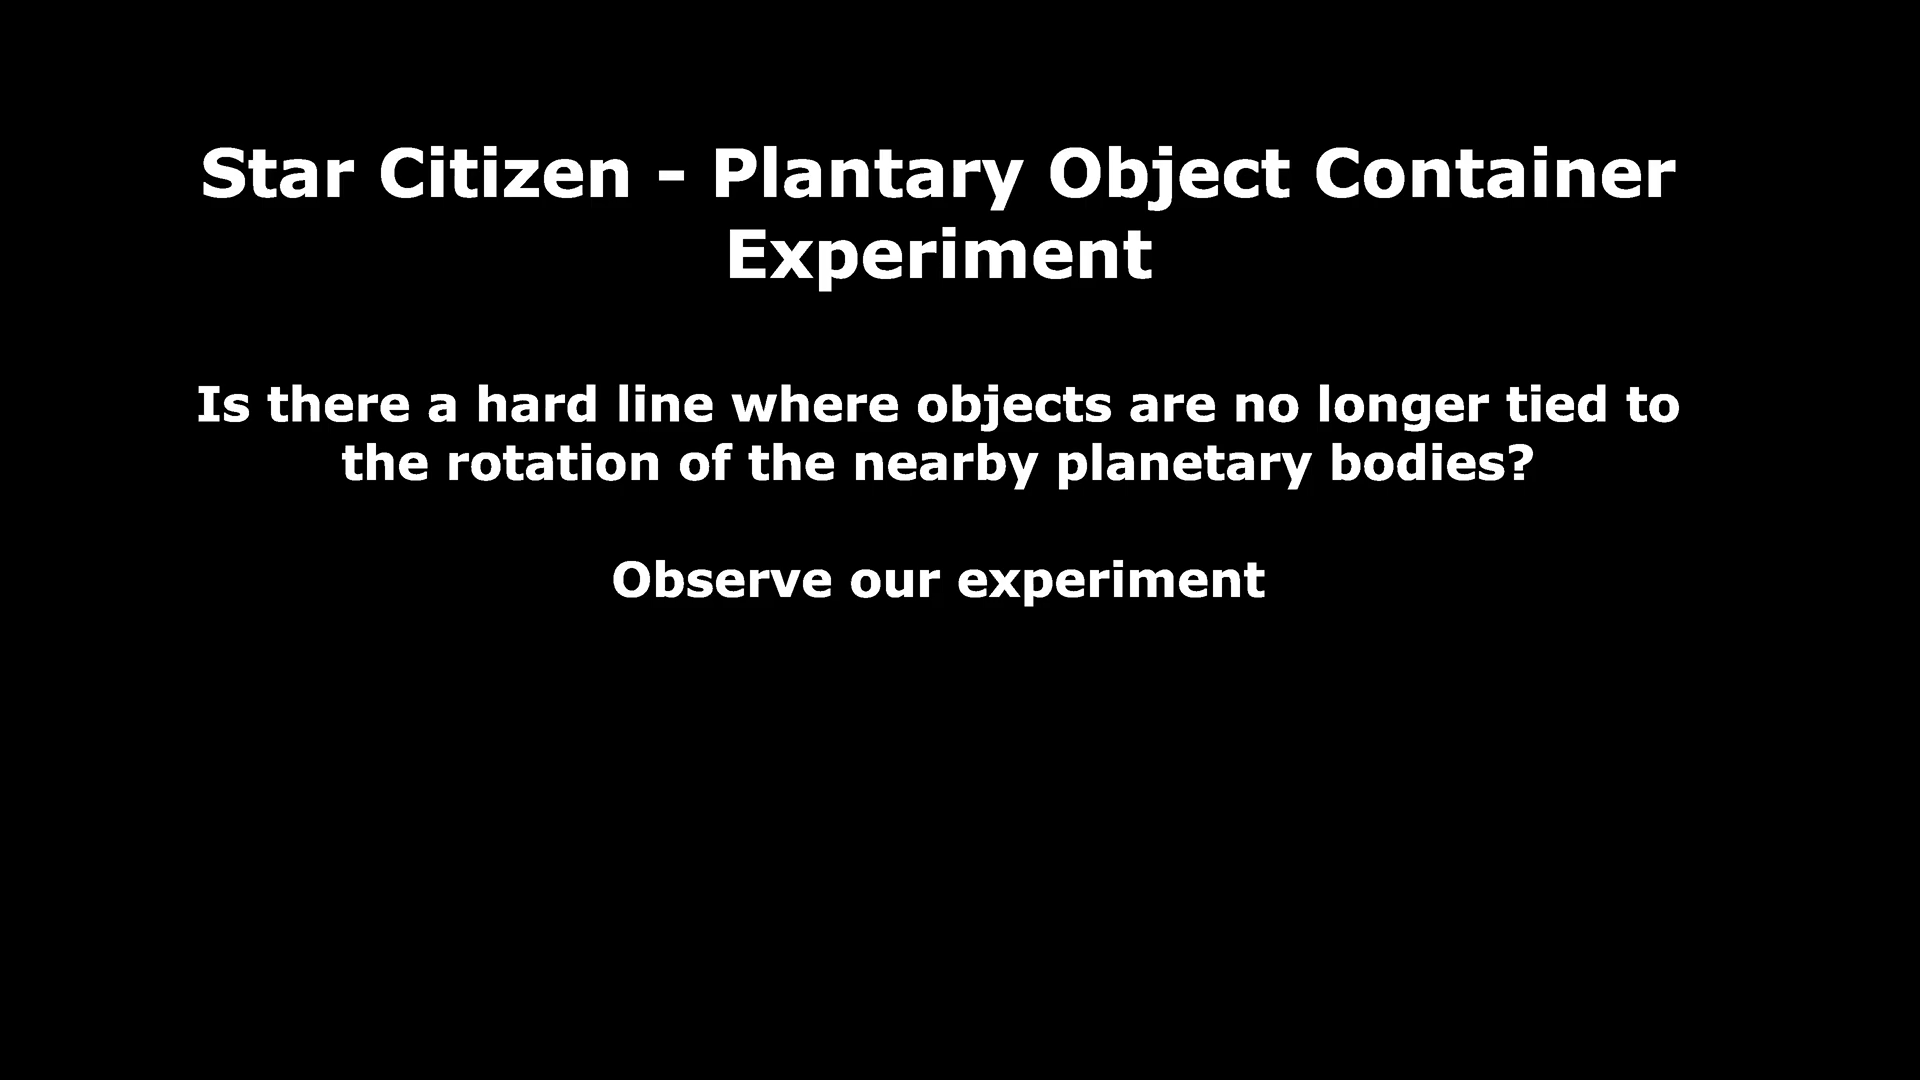 Star Citizen - Plantary Object Container
Experiment
Is there a hard line where objects are no longer tied to
the rotation of the nearby planetary bodies?
Observe our experiment